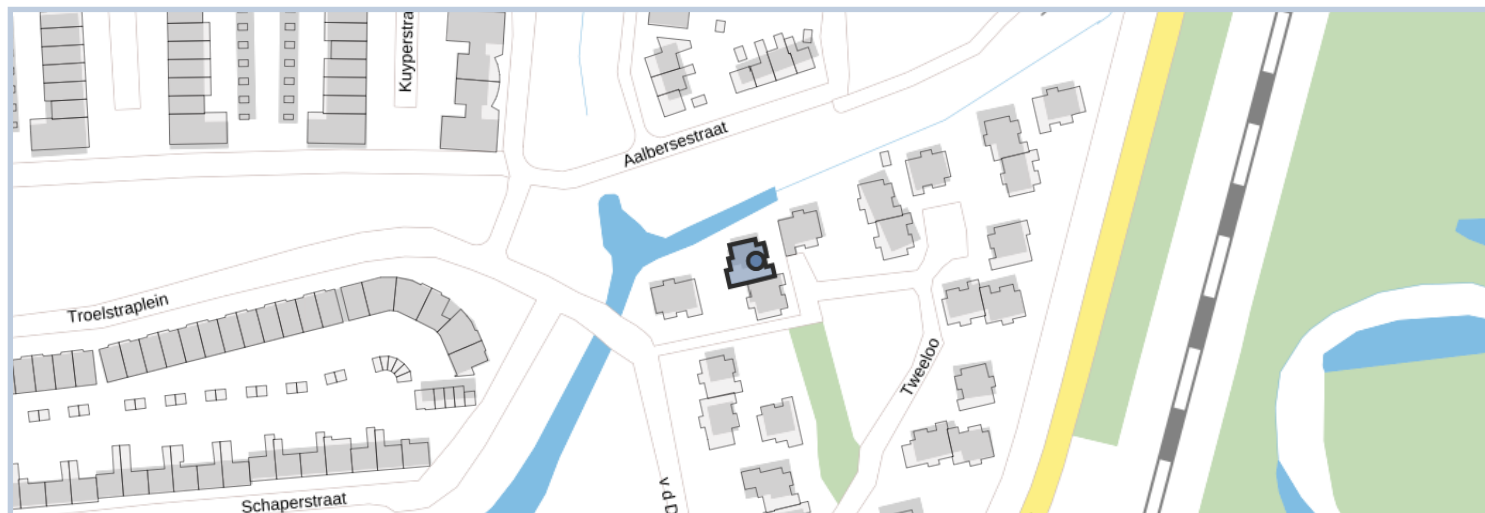 Kuyperstra
Aalbersestraat
Troelstraplein
Tweeloo
Schaperstraat
v d D